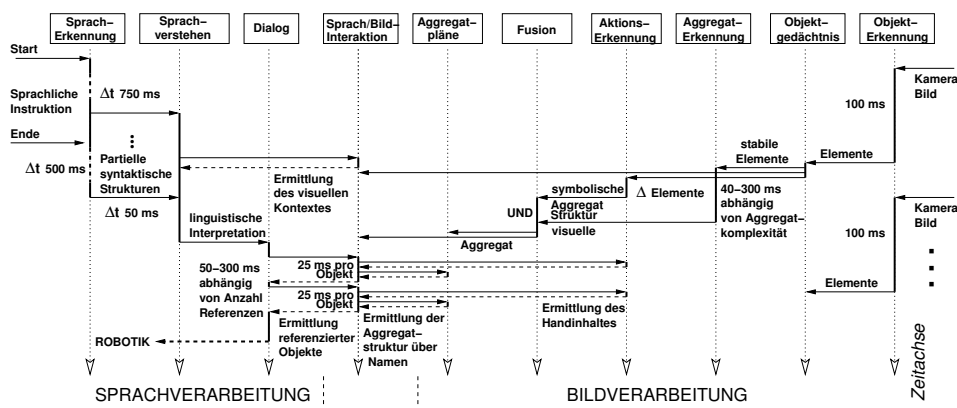 Sprach-
Erkennung
Sprach-
verstehen
Dialog
Sprach/Bild-
Interaktion
Aggregat-
pläne
Fusion
Aktions-
Erkennung
Aggregat-
Erkennung
Objekt-
gedächtnis
Objekt-
Erkennung
Start
Sprachliche
Instruktion
Ende
Δt 750 ms
Δt 500 ms
Partielle
syntaktische
Strukturen
Δt 50 ms
linguistische
Interpretation
Ermittlung
des visuellen
Kontextes
50-300 ms
abhängig
von Anzahl
Referenzen
25 ms pro
Objekt
25 ms pro
Objekt
Ermittlung
referenzierter
Objekte
Ermittlung der
Aggregat-
struktur über
Namen
ROBOTIK
symbolische
UND
Aggregat
Struktur
visuelle
Aggregat
Δ Elemente
stabile
Elemente
40-300 ms
abhängig
von Aggregat-
komplexität
Elemente
100 ms
Kamera
Bild
100 ms
Kamera
Bild
Elemente
Ermittlung des
Handinhaltes
Zeitachse
SPRACHVERARBEITUNG
BILDVERARBEITUNG